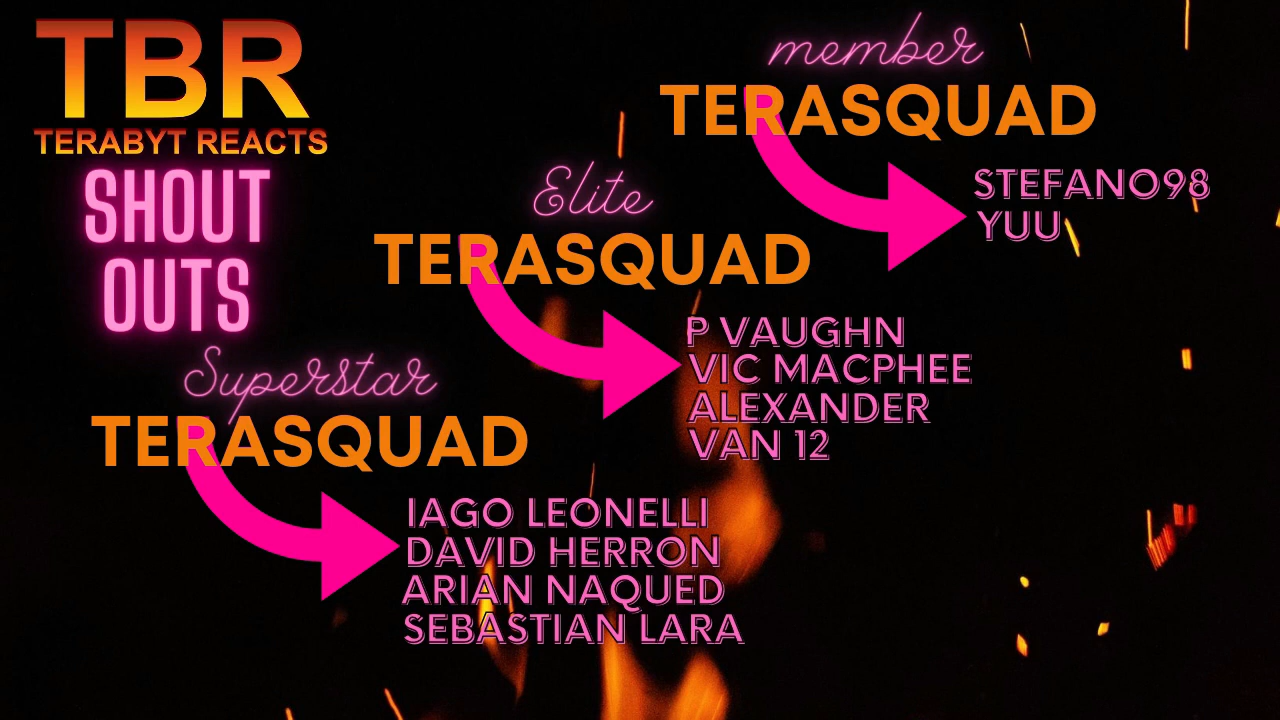 TBR
TERABYT REACTS
SHOUT
OUTS
member
TERASQUAD
STEFANO98
YUU
Elite
TERASQUAD
P VAUGHN
VIC MACPHEE
ALEXANDER
VAN 12
Superstar
TERASQUAD
IAGO LEONELLI
DAVID HERRON
ARIAN NAQUED
SEBASTIAN LARA